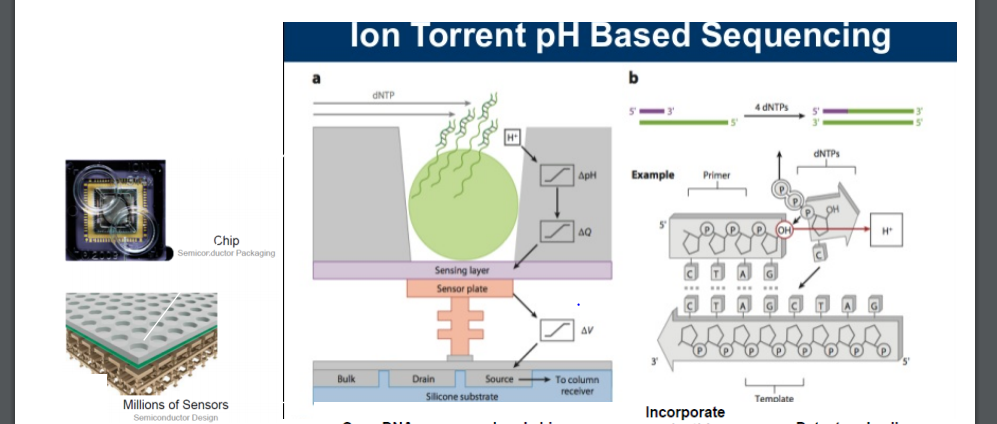 Ion Torrent pH Based Sequencing
a
dNTP
H⁺
ΔpH
ΔQ
Sensing layer
Sensor plate
ΔV
Bulk
Drain
Source
To column
receiver
Silicone substrate
Chip
Semiconductor Packaging
Millions of Sensors
Semiconductor Design
b
5' 3'
5'
4 dNTPs
5' 3'
3' 5'
Example
Primer
dNTPs
P
P
P
OH
5'
P P P
OH
H⁺
C
C T A G
C T A G C T A G
P P P P P P P P
3'
5'
Template
Incorporate